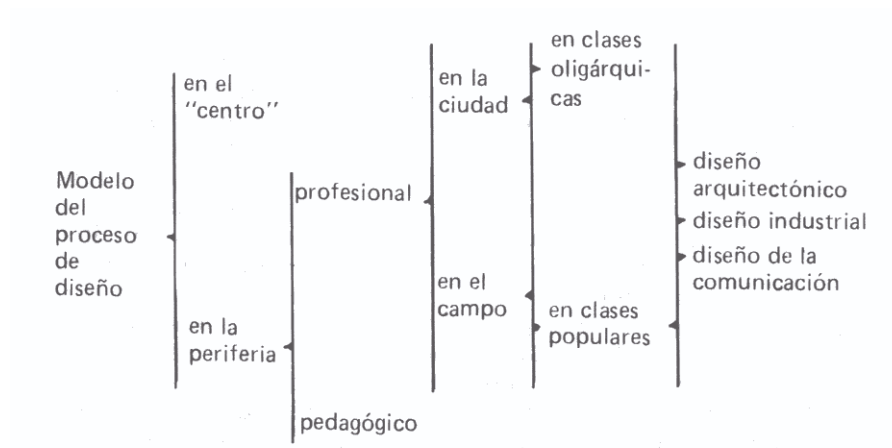 Modelo
del
proceso
de
diseño
en el
"centro"
en la
periferia
profesional
pedagógico
en la
ciudad
en el
campo
en clases
oligárqui-
cas
en clases
populares
diseño
arquitectónico
diseño industrial
diseño de la
comunicación